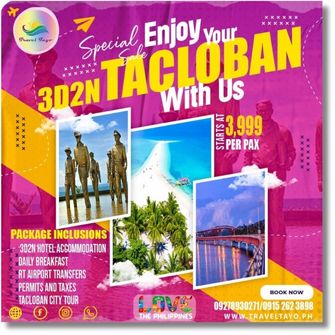 Travel Tayo
Special
Sale
Enjoy Your
3D2N TACLOBAN
With Us
STARTS AT
3,999
PER PAX
PACKAGE INCLUSIONS
3D2N HOTEL ACCOMMODATION
DAILY BREAKFAST
RT AIRPORT TRANSFERS
PERMITS AND TAXES
TACLOBAN CITY TOUR
LOVE
THE PHILIPPINES
BOOK NOW
09278930271/0915 262 3898
WWW.TRAVELTAYO.PH